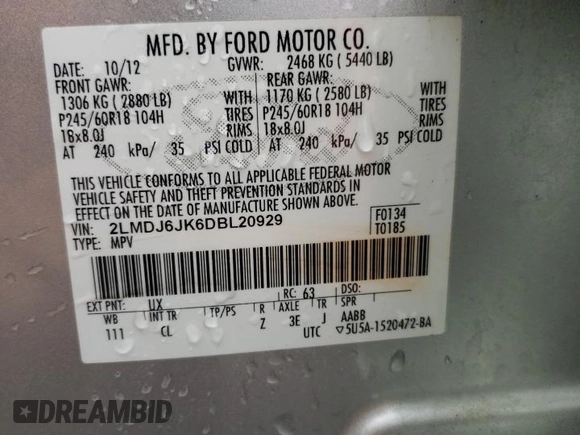 MFD. BY FORD MOTOR CO.
DATE: 10/12 GVWR: 2468 KG ( 5440 LB)
FRONT GAWR: REAR GAWR:
1306 KG ( 2880 LB) WITH 1170 KG ( 2580 LB) WITH
P245/60R18 104H TIRES P245/60R18 104H TIRES
18x8.0J RIMS 18x8.0J RIMS
AT 240 kPa/ 35 PSI COLD AT 240 kPa/ 35 PSI COLD
THIS VEHICLE CONFORMS TO ALL APPLICABLE FEDERAL MOTOR
VEHICLE SAFETY AND THEFT PREVENTION STANDARDS IN
EFFECT ON THE DATE OF MANUFACTURE SHOWN ABOVE.
VIN: 2LMDJ6JK6DBL20929 F0134
TYPE: MPV T0185
EXT PNT: UX RC: 63 DSO:
WB INT TR TP/PS R AXLE TR SPR
111 CL Z 3E J AABB
UTC ▽5U5A-1520472-BA
DREAMBID